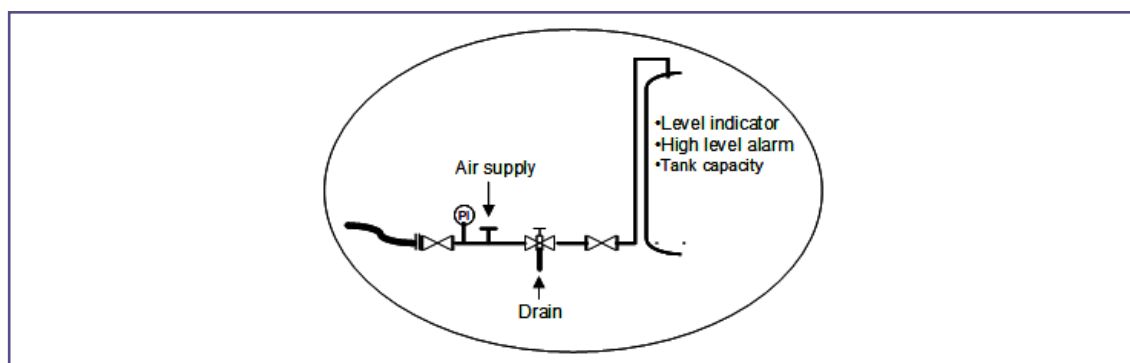 •Level indicator
•High level alarm
•Tank capacity
Air supply
PI
Drain